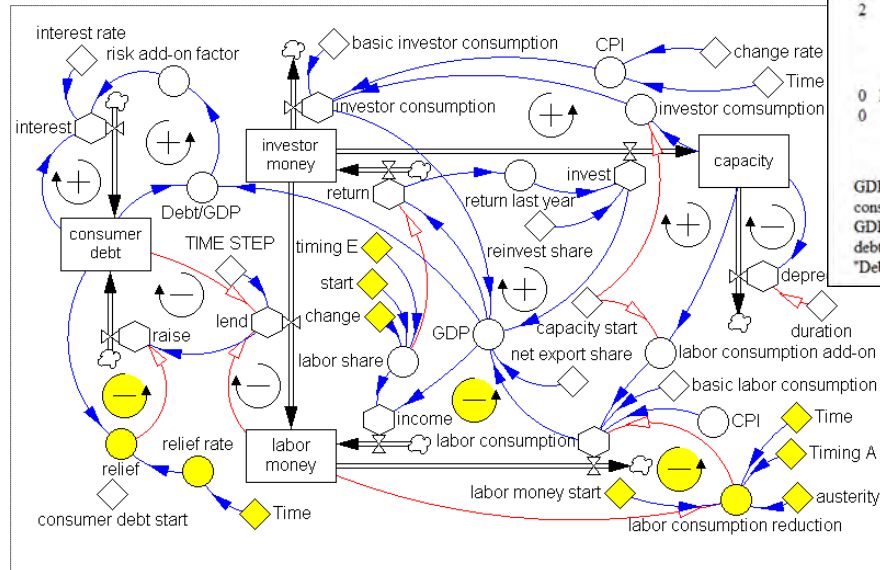 interest rate
risk add-on factor
basic investor consumption
CPI
change rate
Time
interest
investor consumption
investor comsumption
investor
money
capacity
return
return last year
invest
Debt/GDP
consumer
debt
TIME STEP
timing E
reinvest share
start
change
lend
raise
GDP
capacity start
depre
duration
labor share
net export share
labor consumption add-on
income
basic labor consumption
labor consumption
CPI
Time
relief
relief rate
labor
money
Timing A
labor money start
austerity
consumer debt start
Time
labor consumption reduction
2
0
0
GDP
cons
GDP
debt
"Deb